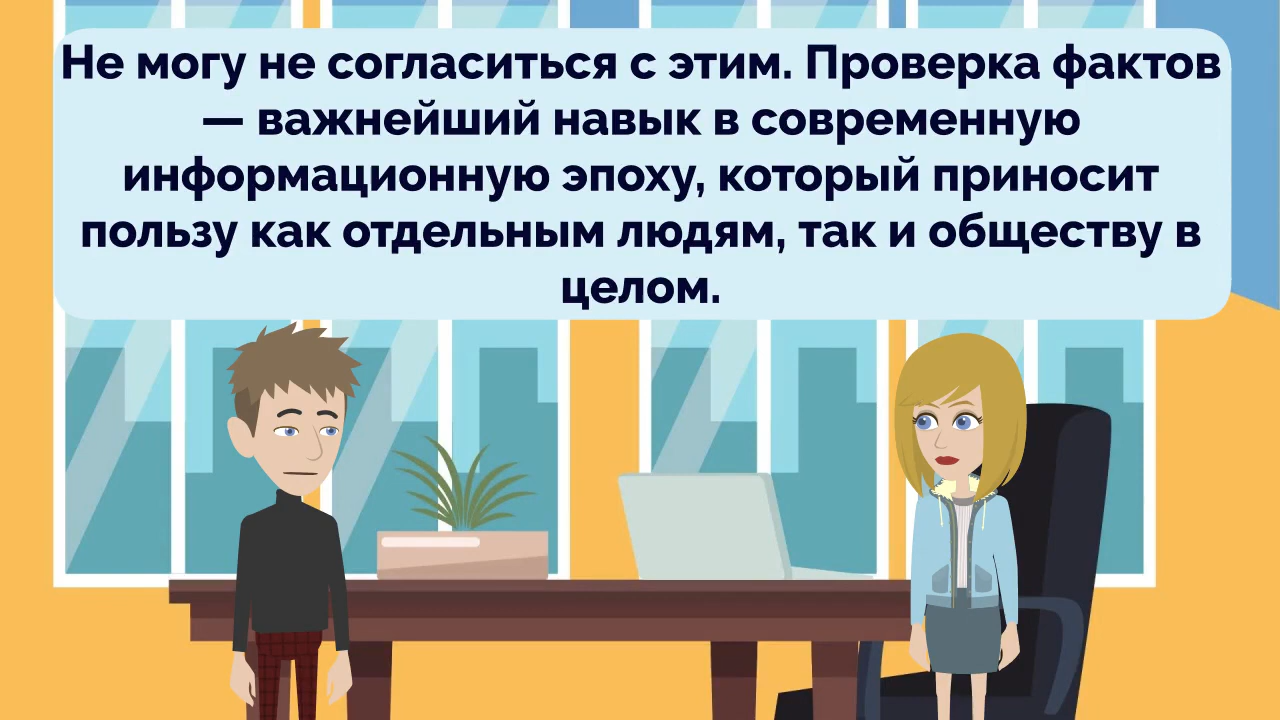 Не могу не согласиться с этим. Проверка фактов
— важнейший навык в современную
информационную эпоху, который приносит
пользу как отдельным людям, так и обществу в
целом.